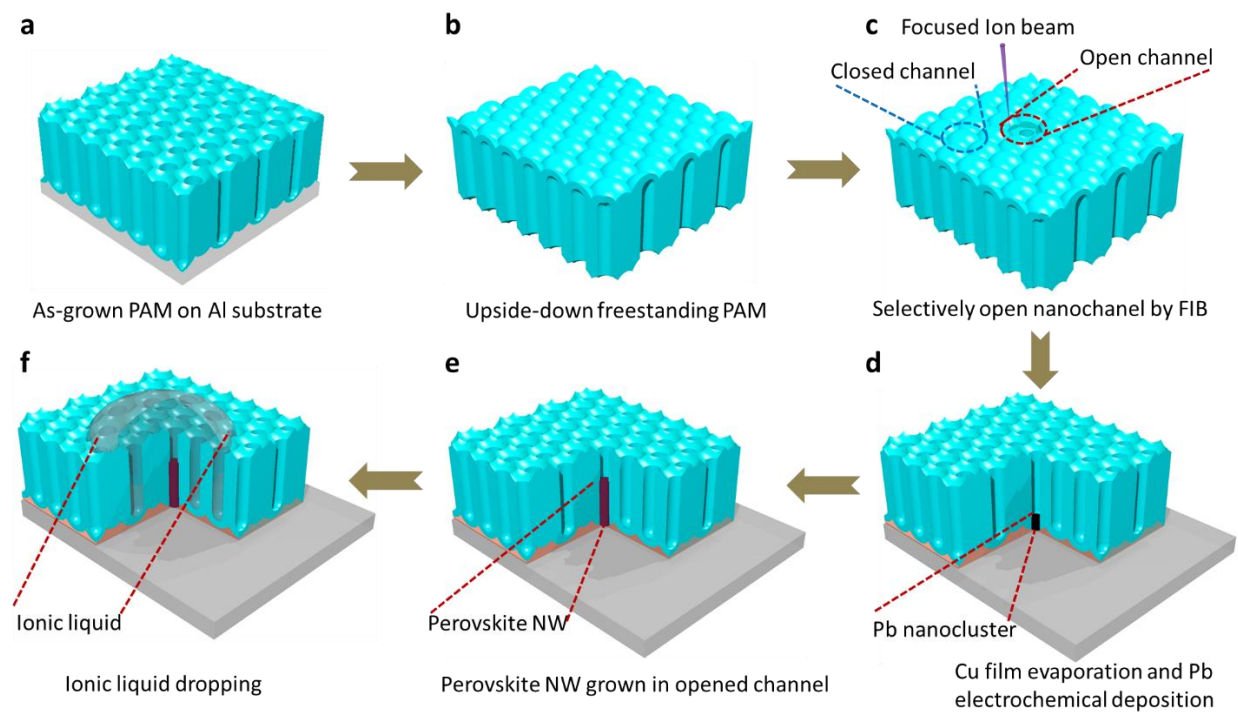 a
As-grown PAM on Al substrate
b
Upside-down freestanding PAM
c
Focused Ion beam
Closed channel
Open channel
Selectively open nanochanel by FIB
d
Pb nanocluster
Cu film evaporation and Pb
electrochemical deposition
e
Perovskite NW
Perovskite NW grown in opened channel
f
Ionic liquid
Ionic liquid dropping